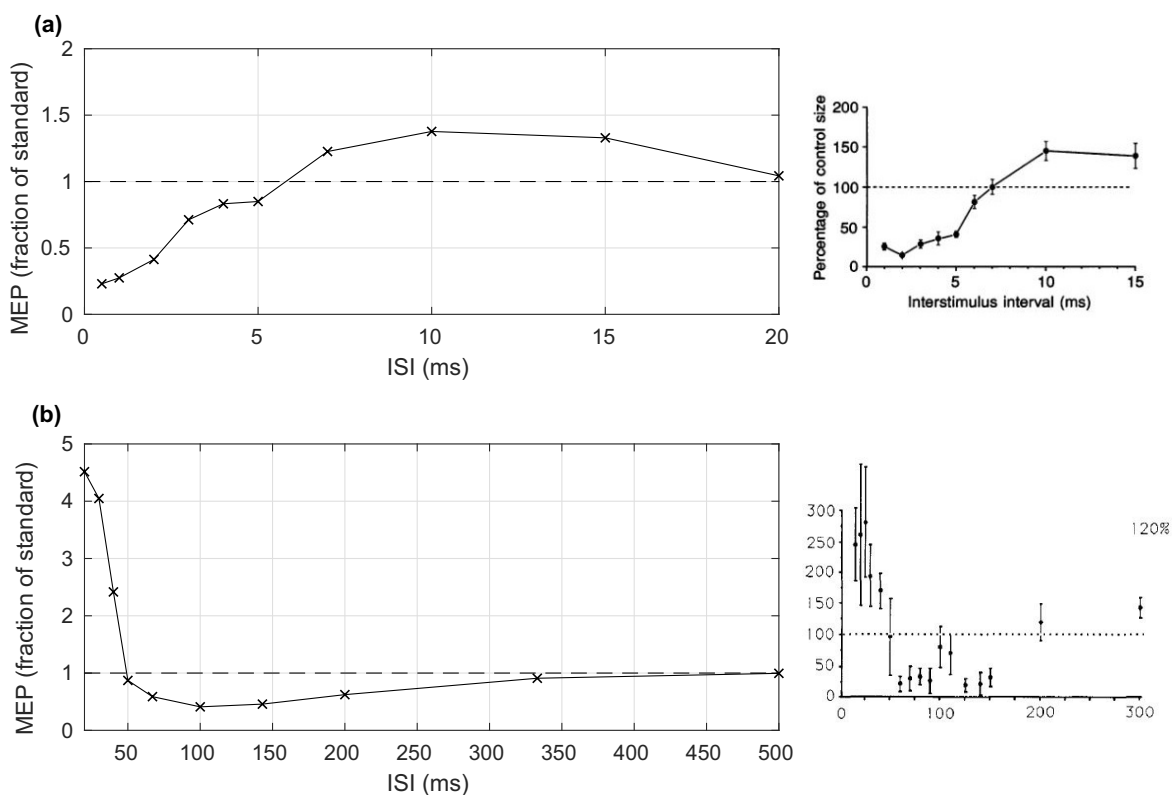 (a)
MEP (fraction of standard)
2
1.5
1
0.5
0
0 5 10 15 20
ISI (ms)
Percentage of control size
200
150
100
50
0
0 5 10 15
Interstimulus interval (ms)
(b)
MEP (fraction of standard)
5
4
3
2
1
0
50 100 150 200 250 300 350 400 450 500
ISI (ms)
120%
300
250
200
150
100
50
0
0 100 200 300